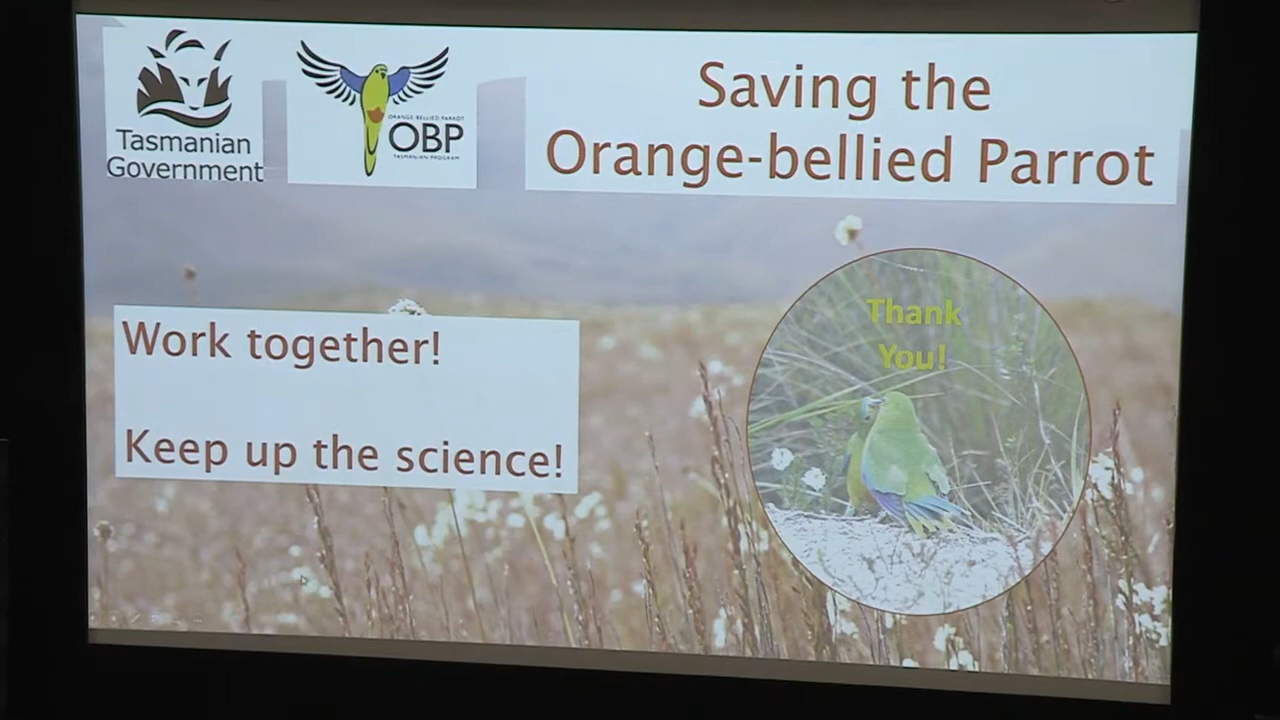 Tasmanian
Government
ORANGE-BELLIED PARROT
OBP
TASMANIAN PROGRAM
Saving the
Orange-bellied Parrot
Work together!
Keep up the science!
Thank
You!